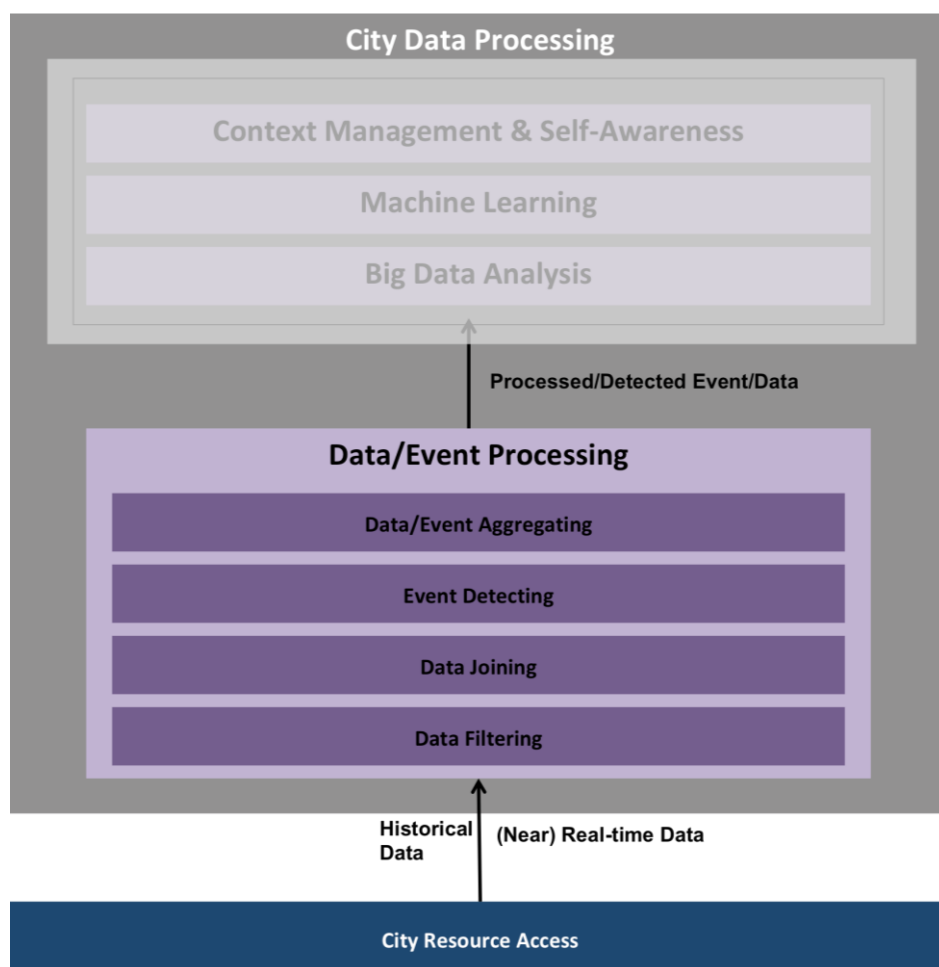 City Data Processing
Context Management & Self-Awareness
Machine Learning
Big Data Analysis
Processed/Detected Event/Data
Data/Event Processing
Data/Event Aggregating
Event Detecting
Data Joining
Data Filtering
Historical
Data
(Near) Real-time Data
City Resource Access